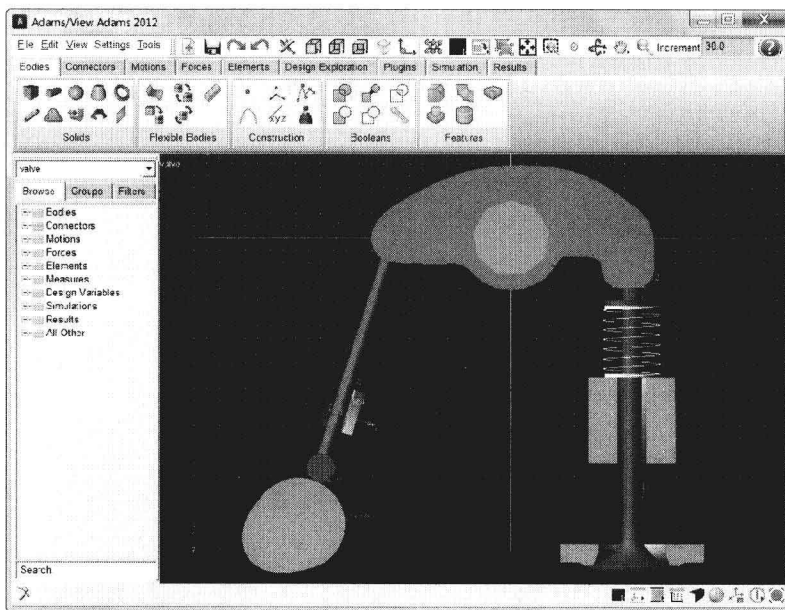 Adams/View Adams 2012
File Edit View Settings Tools Increment 30.0
Bodies Connectors Motions Forces Elements Design Exploration Plugins Simulation Results
xyz
Solids Flexible Bodies Construction Booleans Features
valve valve
Browse Groups Filters
Bodies
Connectors
Motions
Forces
Elements
Measures
Design Variables
Simulations
Results
All Other
Search